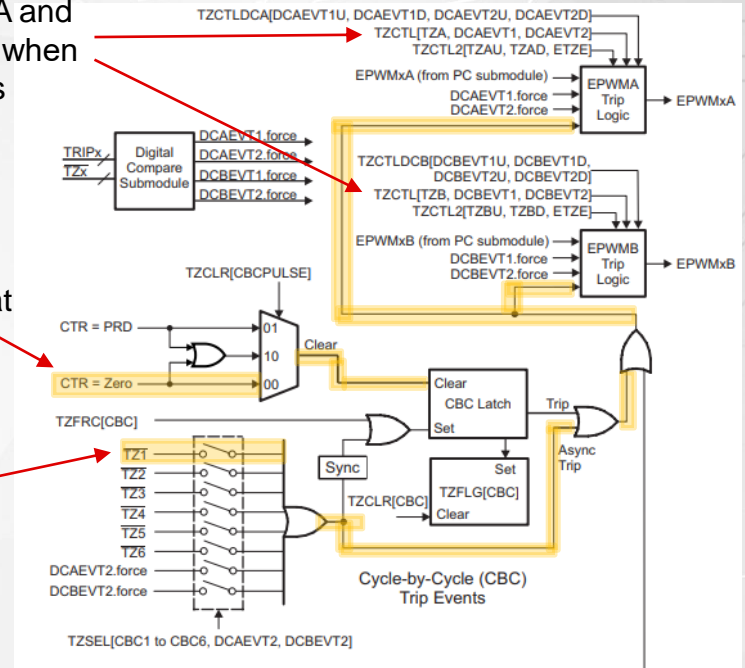 A and
when
s
at
TZCTLDCA[DCAEVT1U, DCAEVT1D, DCAEVT2U, DCAEVT2D]
TZCTL[TZA, DCAEVT1, DCAEVT2]
TZCTL2[TZAU, TZAD, ETZE]
EPWMxA (from PC submodule)
DCAEVT1.force
DCAEVT2.force
EPWMA
Trip
Logic
EPWMxA
TRIPx
TZx
Digital
Compare
Submodule
DCAEVT1.force
DCAEVT2.force
DCBEVT1.force
DCBEVT2.force
TZCTLDCB[DCBEVT1U, DCBEVT1D,
DCBEVT2U, DCBEVT2D]
TZCTL[TZB, DCBEVT1, DCBEVT2]
TZCTL2[TZBU, TZBD, ETZE]
EPWMxB (from PC submodule)
DCBEVT1.force
DCBEVT2.force
EPWMB
Trip
Logic
EPWMxB
TZCLR[CBCPULSE]
CTR = PRD
CTR = Zero
01
10
00
Clear
Clear
CBC Latch
Set
Trip
TZFRC[CBC]
Sync
Async
Trip
Set
TZFLG[CBC]
Clear
TZCLR[CBC]
TZ1
TZ2
TZ3
TZ4
TZ5
TZ6
DCAEVT2.force
DCBEVT2.force
Cycle-by-Cycle (CBC)
Trip Events
TZSEL[CBC1 to CBC6, DCAEVT2, DCBEVT2]